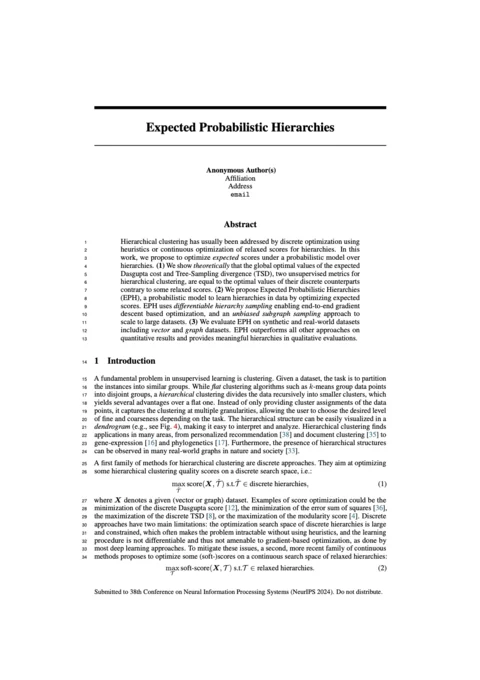 Expected Probabilistic Hierarchies
Anonymous Author(s)
Affiliation
Address
email
Abstract
1 Hierarchical clustering has usually been addressed by discrete optimization using
2 heuristics or continuous optimization of relaxed scores for hierarchies. In this
3 work, we propose to optimize expected scores under a probabilistic model over
4 hierarchies. (1) We show theoretically that the global optimal values of the expected
5 Dasgupta cost and Tree-Sampling divergence (TSD), two unsupervised metrics for
6 hierarchical clustering, are equal to the optimal values of their discrete counterparts
7 contrary to some relaxed scores. (2) We propose Expected Probabilistic Hierarchies
8 (EPH), a probabilistic model to learn hierarchies in data by optimizing expected
9 scores. EPH uses differentiable hierarchy sampling enabling end-to-end gradient
10 descent based optimization, and an unbiased subgraph sampling approach to
11 scale to large datasets. (3) We evaluate EPH on synthetic and real-world datasets
12 including vector and graph datasets. EPH outperforms all other approaches on
13 quantitative results and provides meaningful hierarchies in qualitative evaluations.
14 1 Introduction
15 A fundamental problem in unsupervised learning is clustering. Given a dataset, the task is to partition
16 the instances into similar groups. While flat clustering algorithms such as k-means group data points
17 into disjoint groups, a hierarchical clustering divides the data recursively into smaller clusters, which
18 yields several advantages over a flat one. Instead of only providing cluster assignments of the data
19 points, it captures the clustering at multiple granularities, allowing the user to choose the desired level
20 of fine and coarseness depending on the task. The hierarchical structure can be easily visualized in a
21 dendrogram (e.g., see Fig. 4), making it easy to interpret and analyze. Hierarchical clustering finds
22 applications in many areas, from personalized recommendation [38] and document clustering [35] to
23 gene-expression [16] and phylogenetics [17]. Furthermore, the presence of hierarchical structures
24 can be observed in many real-world graphs in nature and society [33].
25 A first family of methods for hierarchical clustering are discrete approaches. They aim at optimizing
26 some hierarchical clustering quality scores on a discrete search space, i.e.:
max score(X, T̂) s.t. T̂ ∈ discrete hierarchies, (1)
T̂
27 where X denotes a given (vector or graph) dataset. Examples of score optimization could be the
28 minimization of the discrete Dasgupta score [12], the minimization of the error sum of squares [36],
29 the maximization of the discrete TSD [8], or the maximization of the modularity score [4]. Discrete
30 approaches have two main limitations: the optimization search space of discrete hierarchies is large
31 and constrained, which often makes the problem intractable without using heuristics, and the learning
32 procedure is not differentiable and thus not amenable to gradient-based optimization, as done by
33 most deep learning approaches. To mitigate these issues, a second, more recent family of continuous
34 methods proposes to optimize some (soft-)scores on a continuous search space of relaxed hierarchies:
max soft-score(X, T) s.t. T ∈ relaxed hierarchies. (2)
T
Submitted to 38th Conference on Neural Information Processing Systems (NeurIPS 2024). Do not distribute.